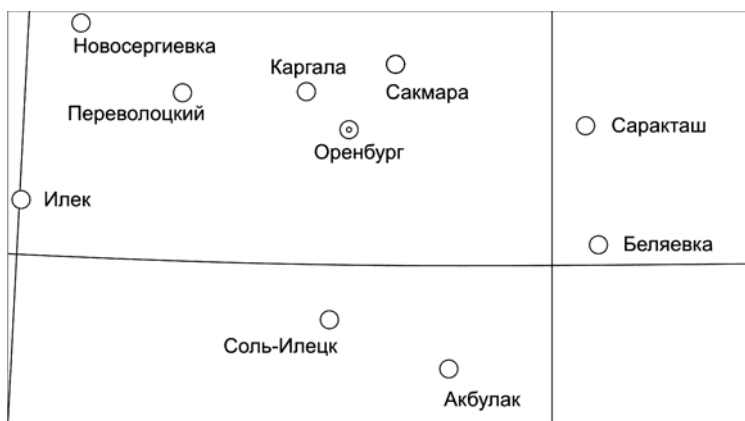 Новосергиевка
Каргала
Сакмара
Переволоцкий
Саракташ
Оренбург
Илек
Беляевка
Соль-Илецк
Акбулак